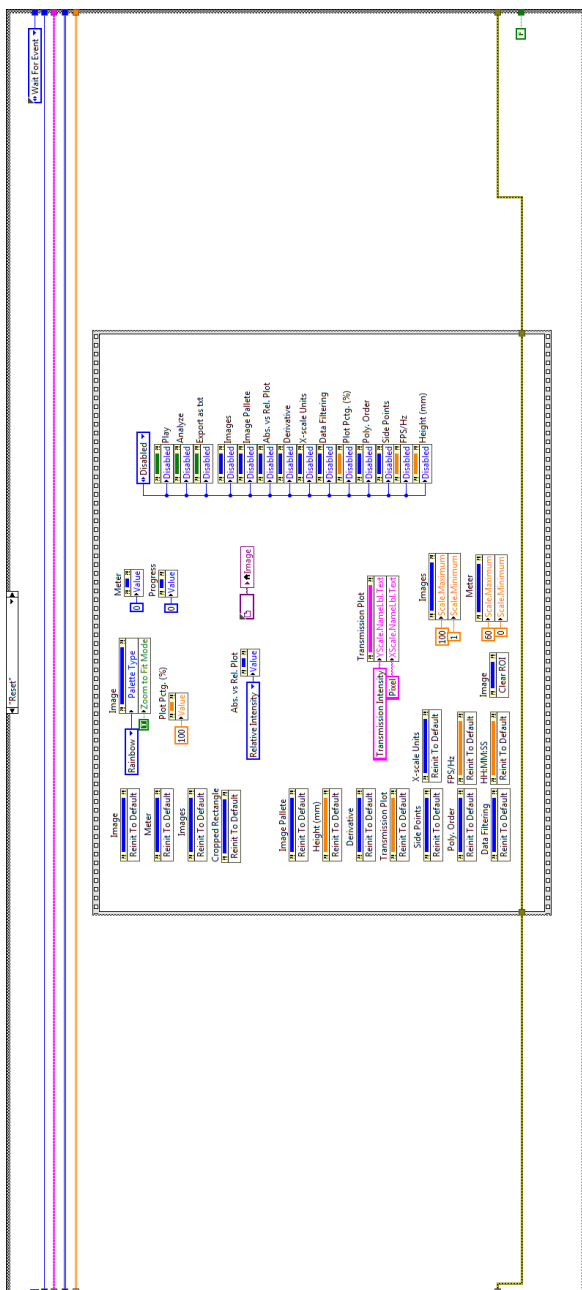 "Reset"
Wait For Event
Image
Reinit To Default
Meter
Reinit To Default
Images
Reinit To Default
Cropped Rectangle
Reinit To Default
Image Pallete
Reinit To Default
Height (mm)
Reinit To Default
Derivative
Reinit To Default
Transmission Plot
Reinit To Default
Side Points
Reinit To Default
Poly. Order
Reinit To Default
Data Filtering
Reinit To Default
X-scale Units
Reinit To Default
FPS/Hz
Reinit To Default
HH:MM:SS
Reinit To Default
Image
Rainbow
Palette Type
T
Zoom to Fit Mode
Plot Pctg. (%)
100
Value
Abs. vs Rel. Plot
Relative Intensity
Value
Meter
0
Value
Progress
0
Value
Image
Transmission Plot
Transmission Intensity
YScale.NameLbl.Text
Pixel
XScale.NameLbl.Text
Images
100
Scale.Maximum
1
Scale.Minimum
Meter
60
Scale.Maximum
0
Scale.Minimum
Image
Clear ROI
Disabled
Play
Disabled
Analyze
Disabled
Export as txt
Disabled
Images
Disabled
Image Pallete
Disabled
Abs. vs Rel. Plot
Disabled
Derivative
Disabled
X-scale Units
Disabled
Data Filtering
Disabled
Plot Pctg. (%)
Disabled
Poly. Order
Disabled
Side Points
Disabled
FPS/Hz
Disabled
Height (mm)
Disabled
F